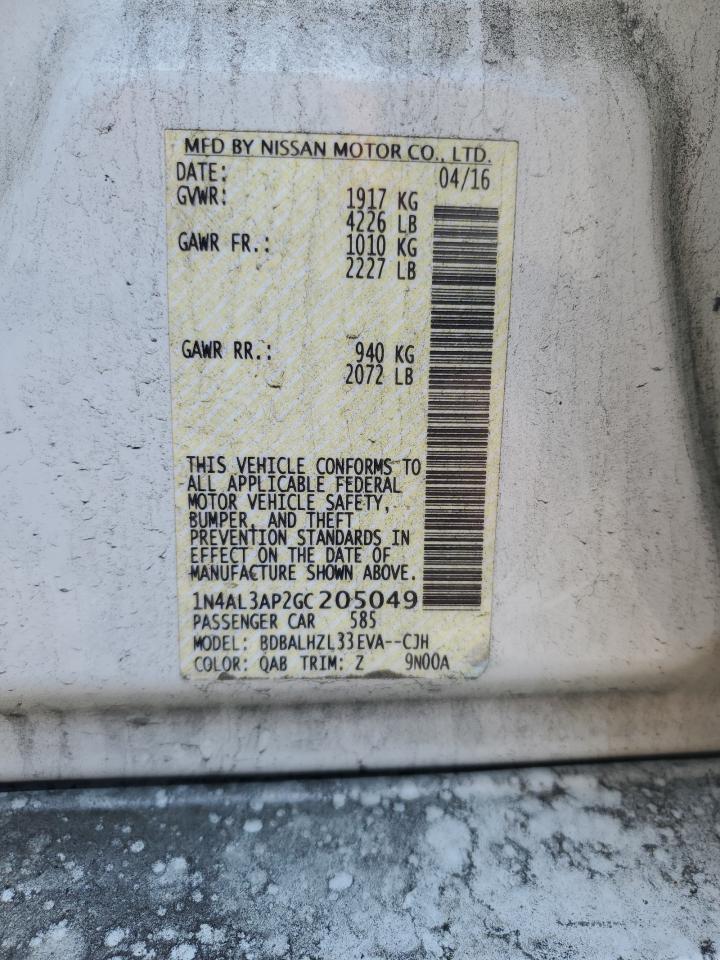 MFD BY NISSAN MOTOR CO., LTD.
DATE: 04/16
GVWR: 1917 KG
4226 LB
GAWR FR.: 1010 KG
2227 LB
GAWR RR.: 940 KG
2072 LB
THIS VEHICLE CONFORMS TO
ALL APPLICABLE FEDERAL
MOTOR VEHICLE SAFETY,
BUMPER, AND THEFT
PREVENTION STANDARDS IN
EFFECT ON THE DATE OF
MANUFACTURE SHOWN ABOVE.
1N4AL3AP2GC205049
PASSENGER CAR 585
MODEL: BDBALHZL33EVA--CJH
COLOR: QAB TRIM: Z 9N00A